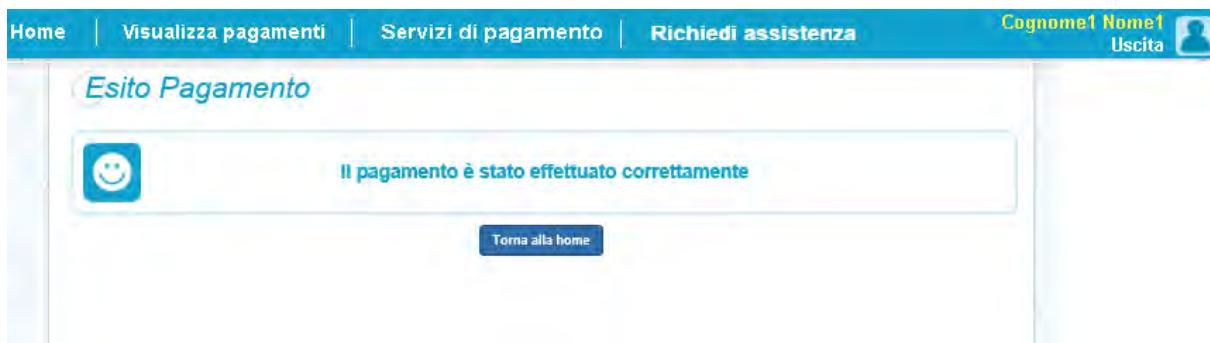 Home | Visualizza pagamenti | Servizi di pagamento | Richiedi assistenza
Cognome1 Nome1
Uscita
Esito Pagamento
Il pagamento è stato effettuato correttamente
Torna alla home